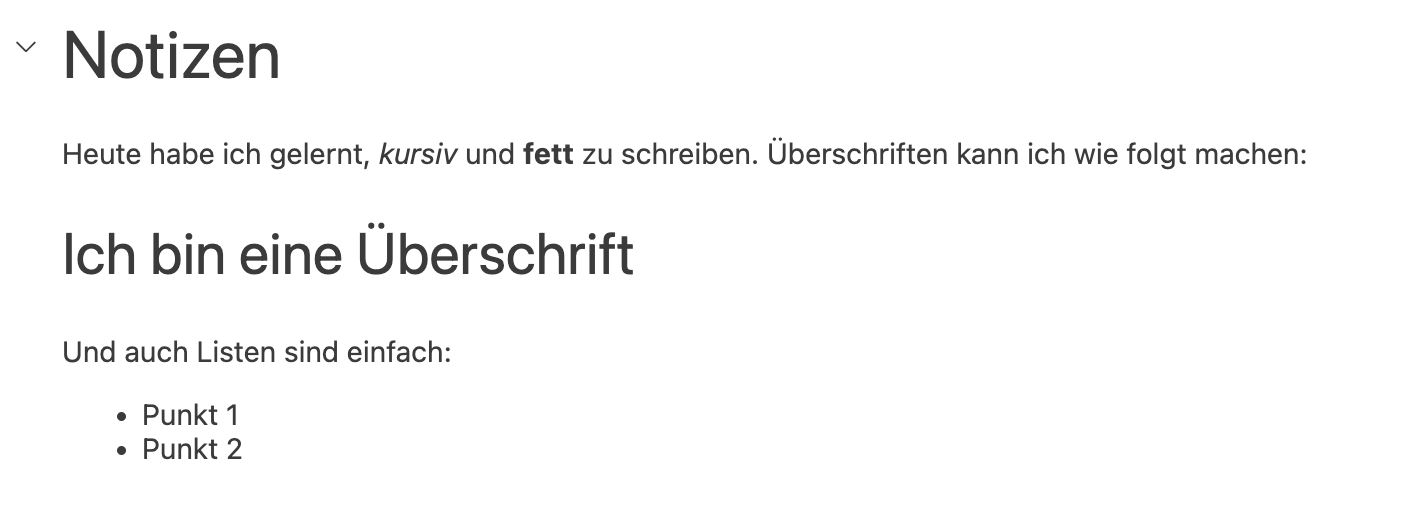 Notizen
Heute habe ich gelernt, kursiv und fett zu schreiben. Überschriften kann ich wie folgt machen:
Ich bin eine Überschrift
Und auch Listen sind einfach:
• Punkt 1
• Punkt 2